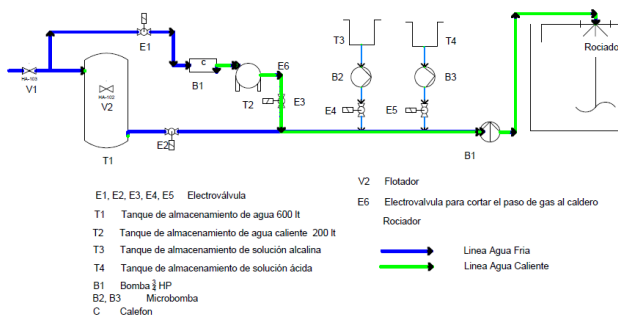 E1
HA-103
V1
HA-102
V2
T1
E2
C
B1
E6
T2
E3
T3
T4
B2
B3
E4
E5
B1
Rociador
E1, E2, E3, E4, E5 Electroválvula
T1 Tanque de almacenamiento de agua 600 lt
T2 Tanque de almacenamiento de agua caliente 200 lt
T3 Tanque de almacenamiento de solución alcalina
T4 Tanque de almacenamiento de solución ácida
B1 Bomba ¾ HP
B2, B3 Microbomba
C Calefon
V2 Flotador
E6 Electrovalvula para cortar el paso de gas al caldero
Rociador
Linea Agua Fria
Linea Agua Caliente